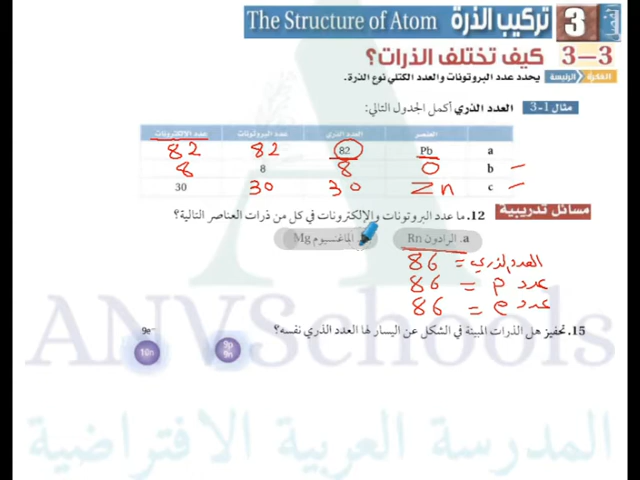 الفصل 3 تركيب الذرة The Structure of Atom
3-3 كيف تختلف الذرات؟
الفكرة الرئيسة يحدد عدد البروتونات والعدد الكتلي نوع الذرة.
مثال 1-3 العدد الذري أكمل الجدول التالي:
العنصر العدد الذري عدد البروتونات عدد الالكترونات
a Pb 82 82 82
b O 8 8 8
c Zn 30 30 30
مسائل تدريبية 12. ما عدد البروتونات والإلكترونات في كل من ذرات العناصر التالية؟
a. الرادون Rn الماغنسيوم Mg
العدد الذري = 86
عدد p = 86
عدد e = 86
15. تحفيز هل الذرات المبينة في الشكل عن اليسار لها العدد الذري نفسه؟
9e⁻
10n
9p
9n
ANVSchools
المدرسة العربية الافتراضية